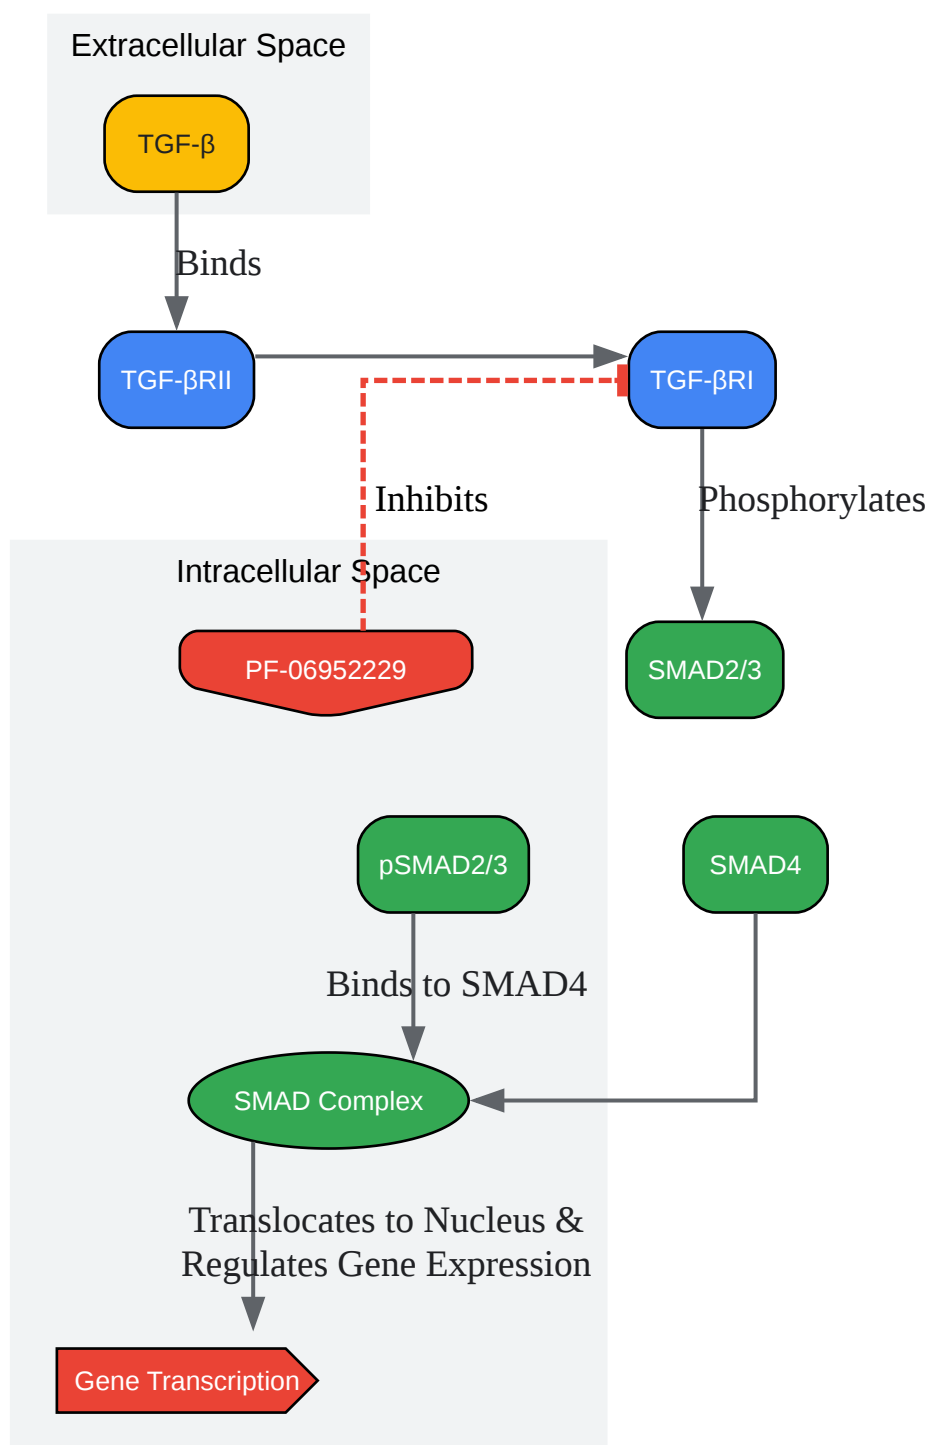 Extracellular Space
TGF-β
Binds
TGF-βRII
TGF-βRI
Inhibits
Phosphorylates
Intracellular Space
PF-06952229
SMAD2/3
pSMAD2/3
SMAD4
Binds to SMAD4
SMAD Complex
Translocates to Nucleus &
Regulates Gene Expression
Gene Transcription